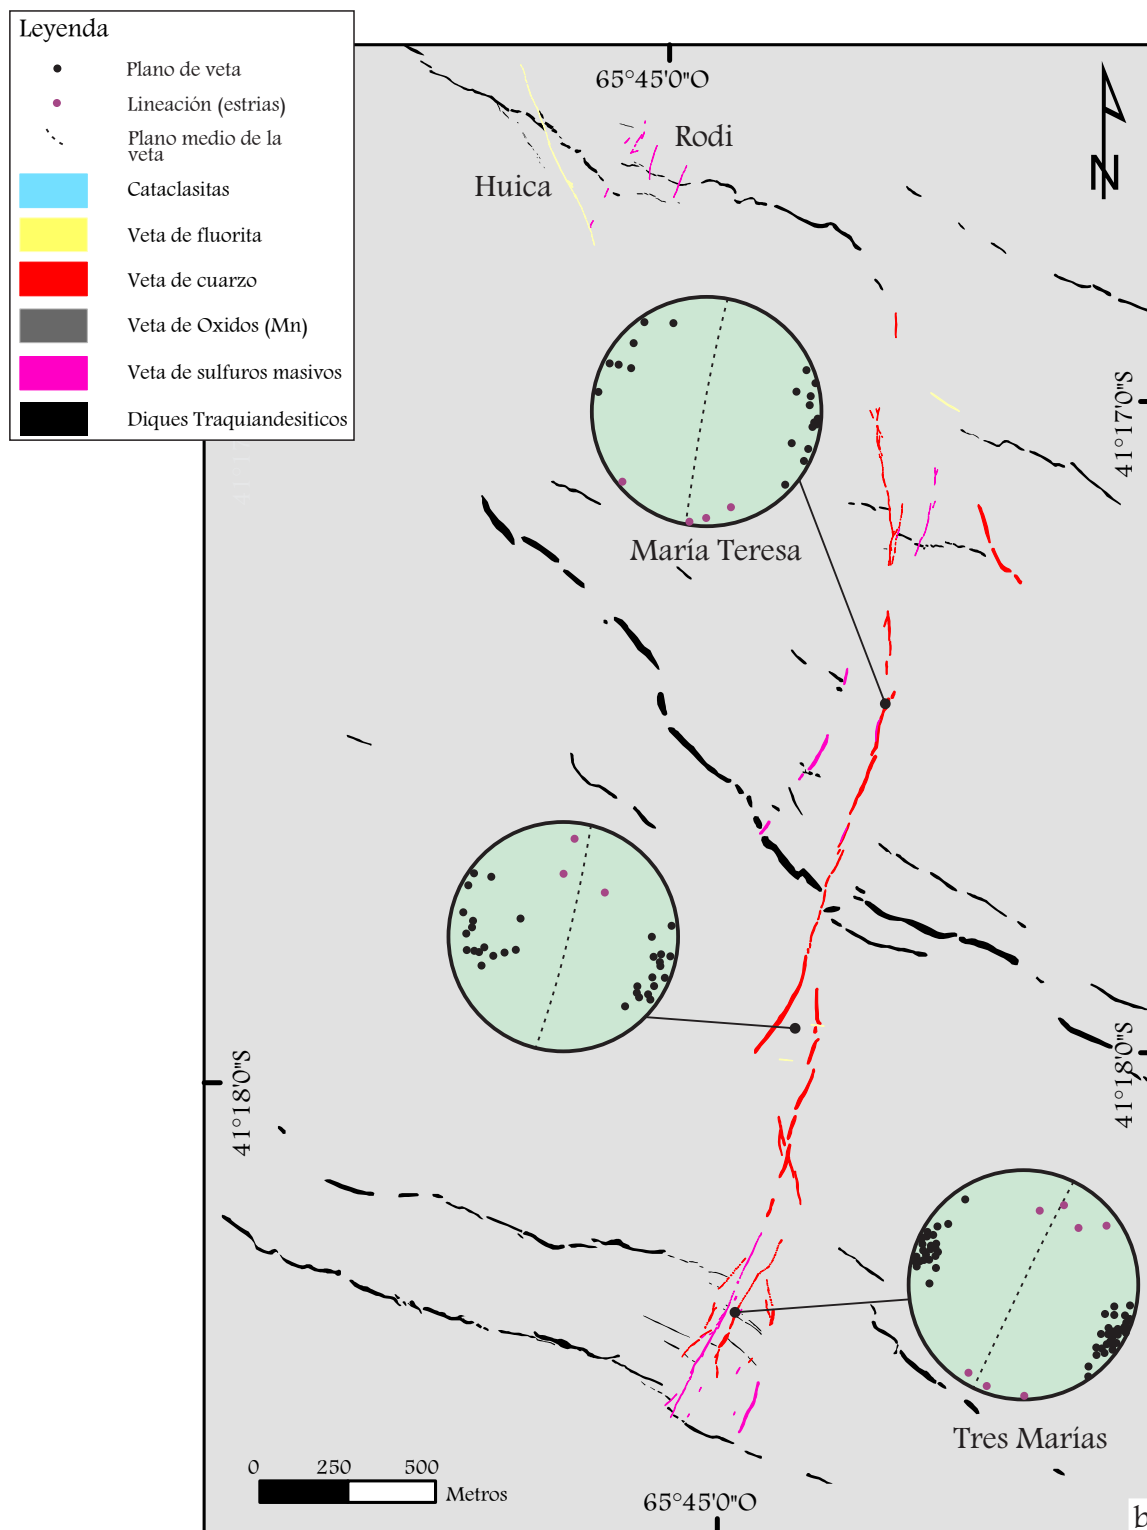 Leyenda
Plano de veta
Lineación (estrias)
Plano medio de la
veta
Cataclasitas
Veta de fluorita
Veta de cuarzo
Veta de Oxidos (Mn)
Veta de sulfuros masivos
Diques Traquiandesiticos
65°45'0"O
Rodi
Huica
N
41°17'0"S
María Teresa
41°18'0"S
41°18'0"S
Tres Marías
0 250 500
Metros
65°45'0"O
b